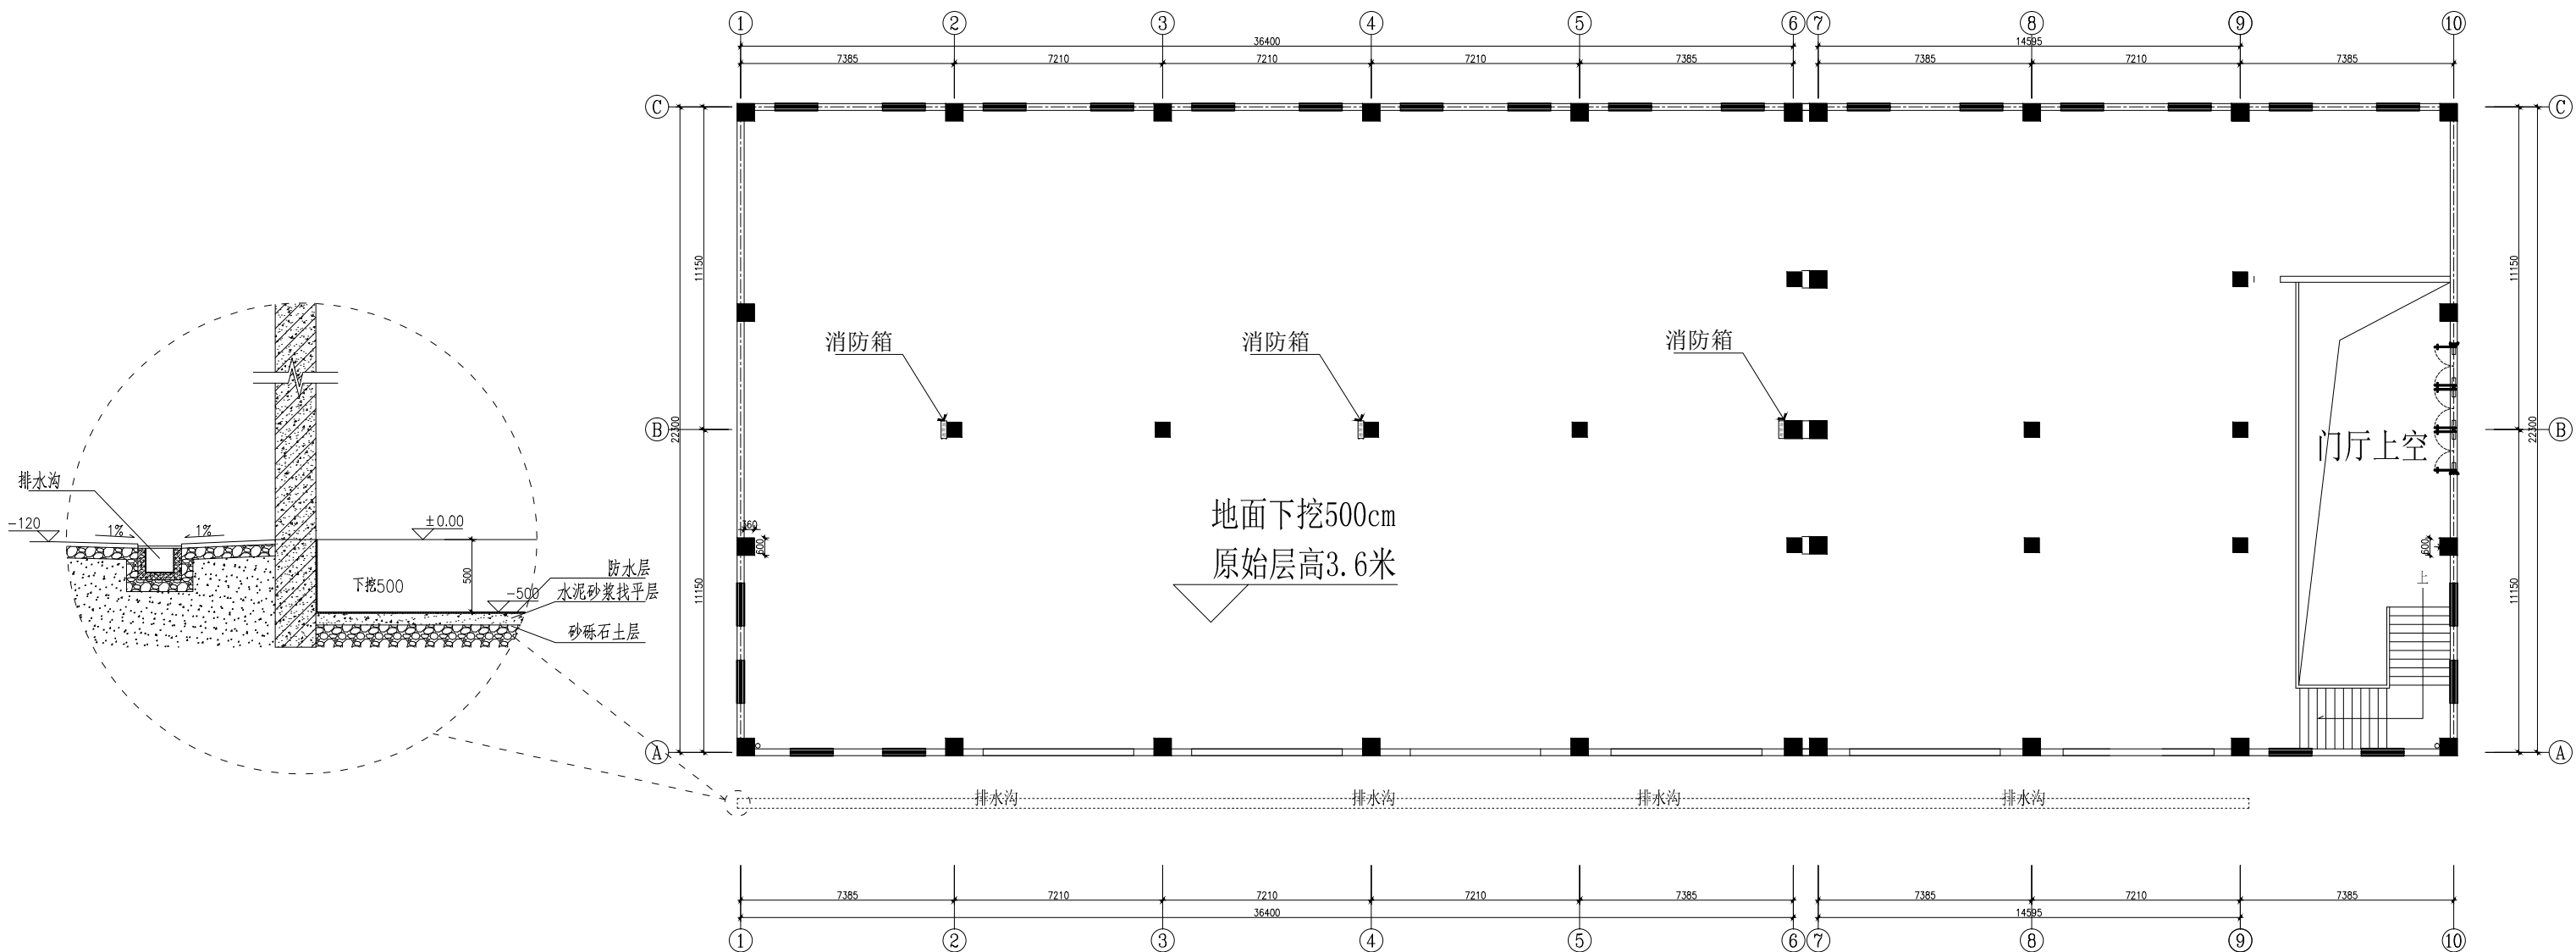 1 2 3 4 5 6 7 8 9 10
36400 14595
7385 7210 7210 7210 7385 7385 7210 7385
C C
11150 11150
消防箱 消防箱 消防箱
B B
22300 22300
门厅上空
排水沟
-120 1% 1% ±0.00
地面下挖500cm
原始层高3.6米
360
600 600
上
500
防水层
下挖500
-500 水泥砂浆找平层
砂砾石土层
11150 11150
A A
排水沟 排水沟 排水沟 排水沟
7385 7210 7210 7210 7385 7385 7210 7385
36400 14595
1 2 3 4 5 6 7 8 9 10